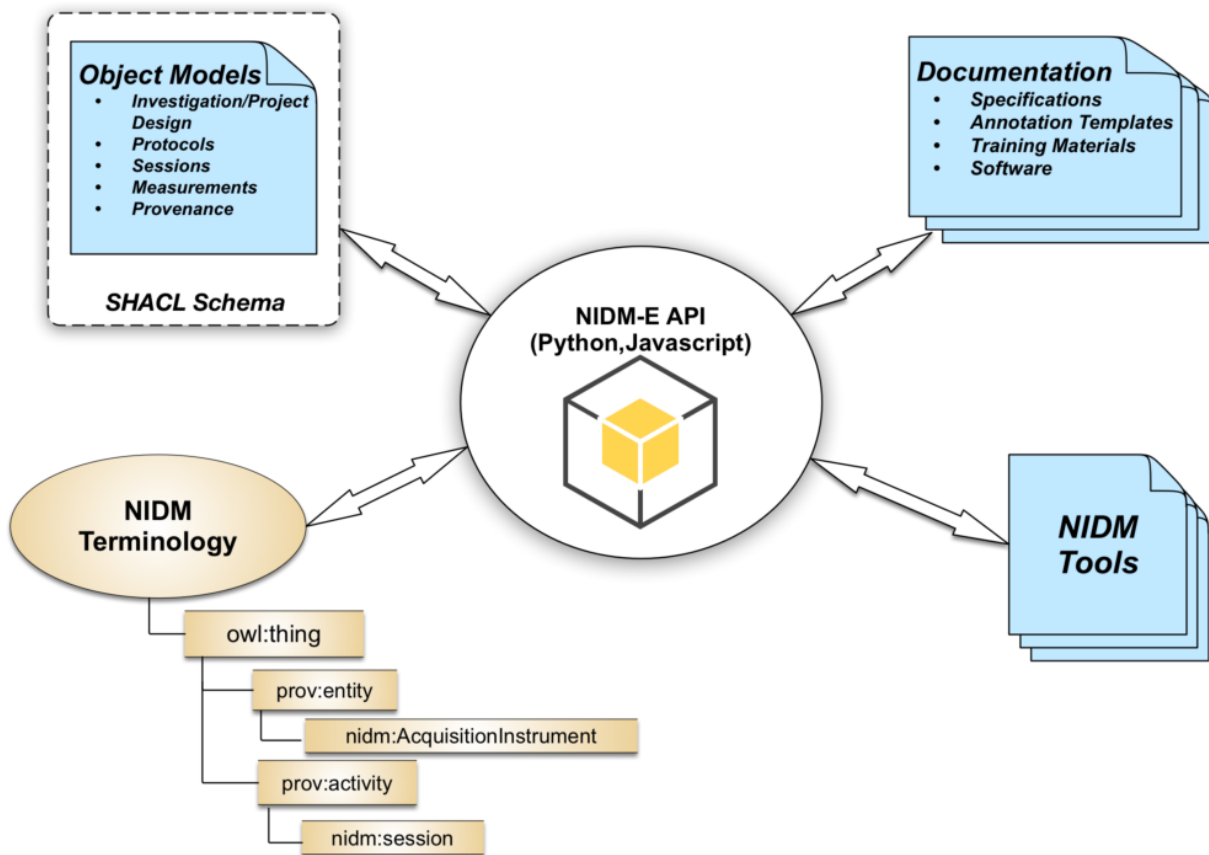 Object Models
• Investigation/Project
Design
• Protocols
• Sessions
• Measurements
• Provenance
SHACL Schema
Documentation
• Specifications
• Annotation Templates
• Training Materials
• Software
NIDM-E API
(Python,Javascript)
NIDM
Terminology
owl:thing
prov:entity
nidm:AcquisitionInstrument
prov:activity
nidm:session
NIDM
Tools